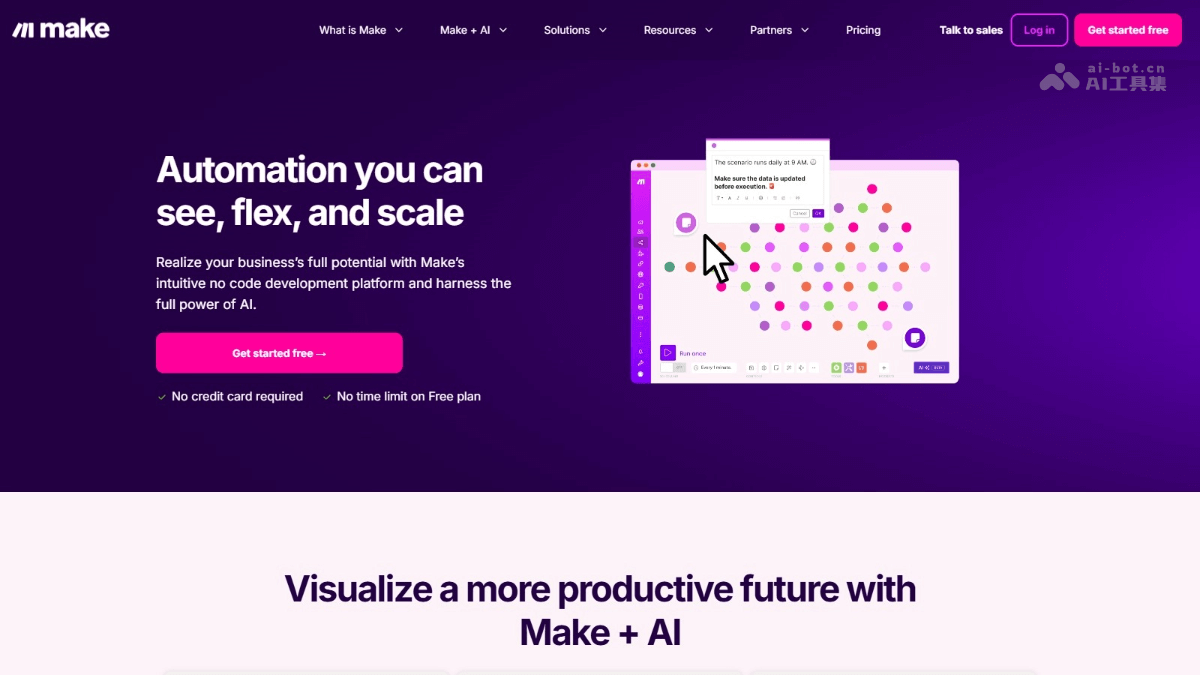 make
What is Make
Make + AI
Solutions
Resources
Partners
Pricing
Talk to sales
Log in
Get started free
ai-bot.cn
AI工具集
Automation you can
see, flex, and scale
Realize your business's full potential with Make's
intuitive no code development platform and harness the
full power of AI.
Get started free →
No credit card required
No time limit on Free plan
The scenario runs daily at 9 AM.
Make sure the data is updated
before execution.
Cancel
Run once
Visualize a more productive future with
Make + AI